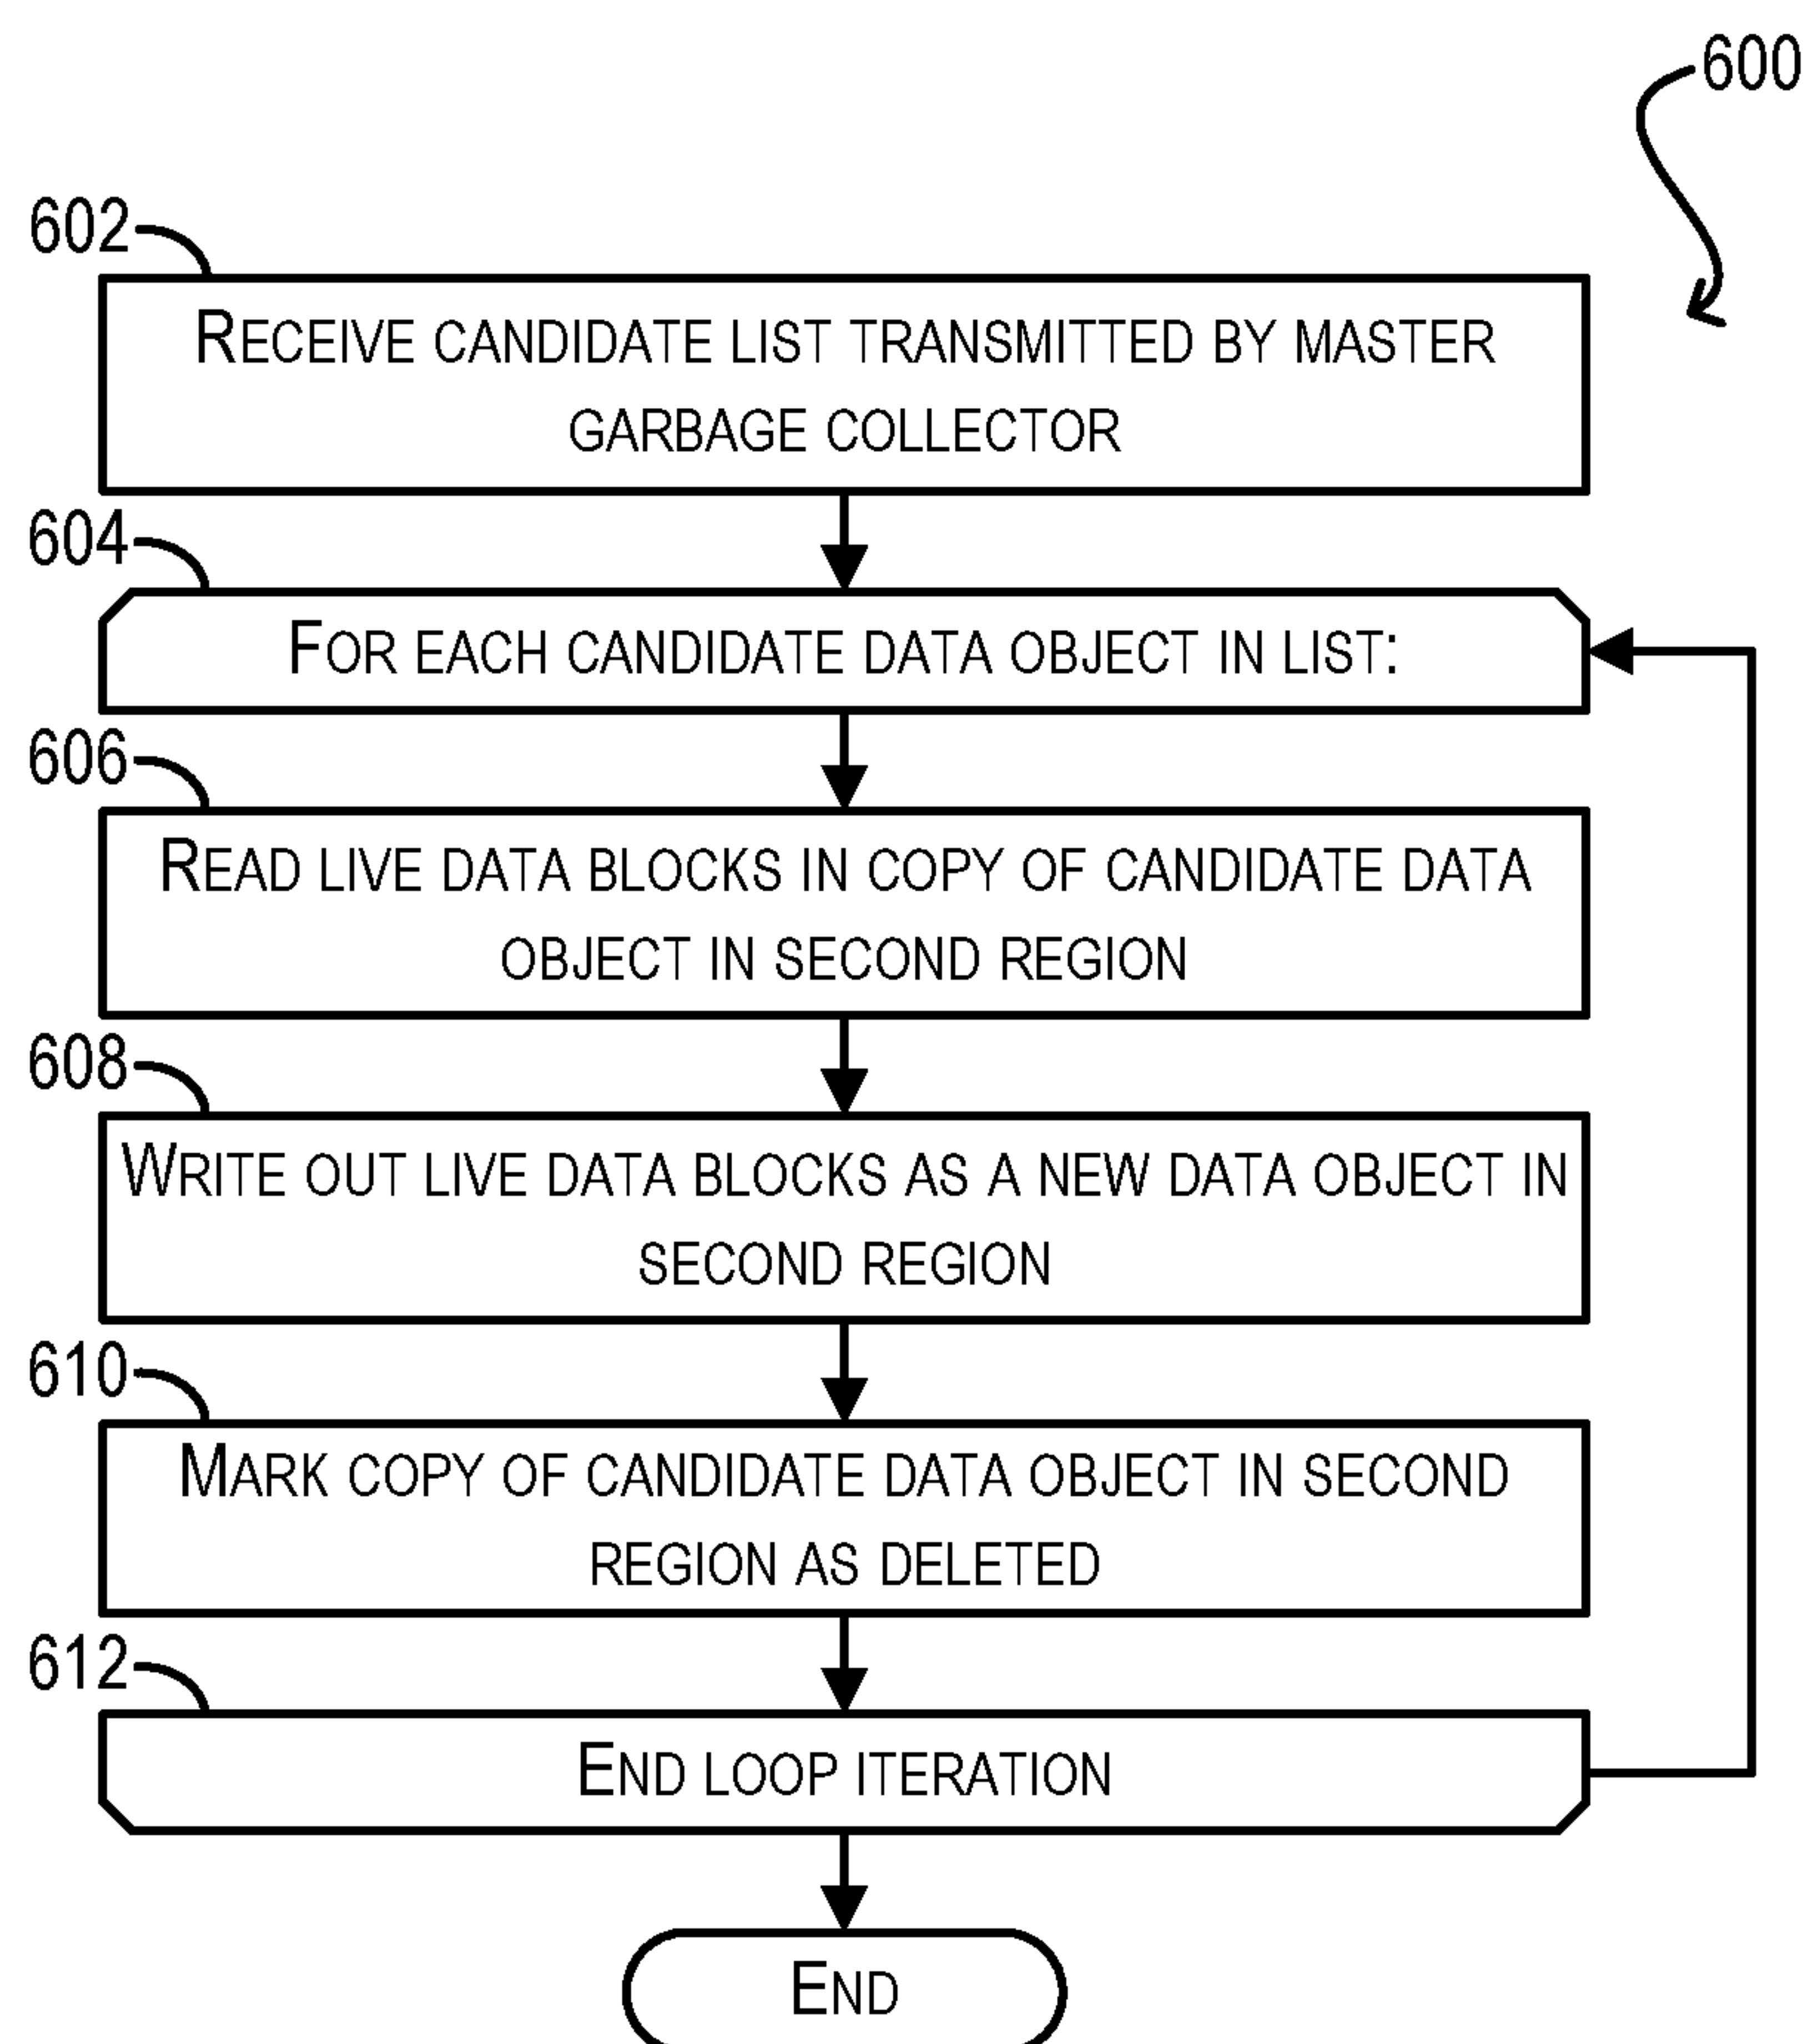 600
602
RECEIVE CANDIDATE LIST TRANSMITTED BY MASTER
GARBAGE COLLECTOR
604
FOR EACH CANDIDATE DATA OBJECT IN LIST:
606
READ LIVE DATA BLOCKS IN COPY OF CANDIDATE DATA
OBJECT IN SECOND REGION
608
WRITE OUT LIVE DATA BLOCKS AS A NEW DATA OBJECT IN
SECOND REGION
610
MARK COPY OF CANDIDATE DATA OBJECT IN SECOND
REGION AS DELETED
612
END LOOP ITERATION
END